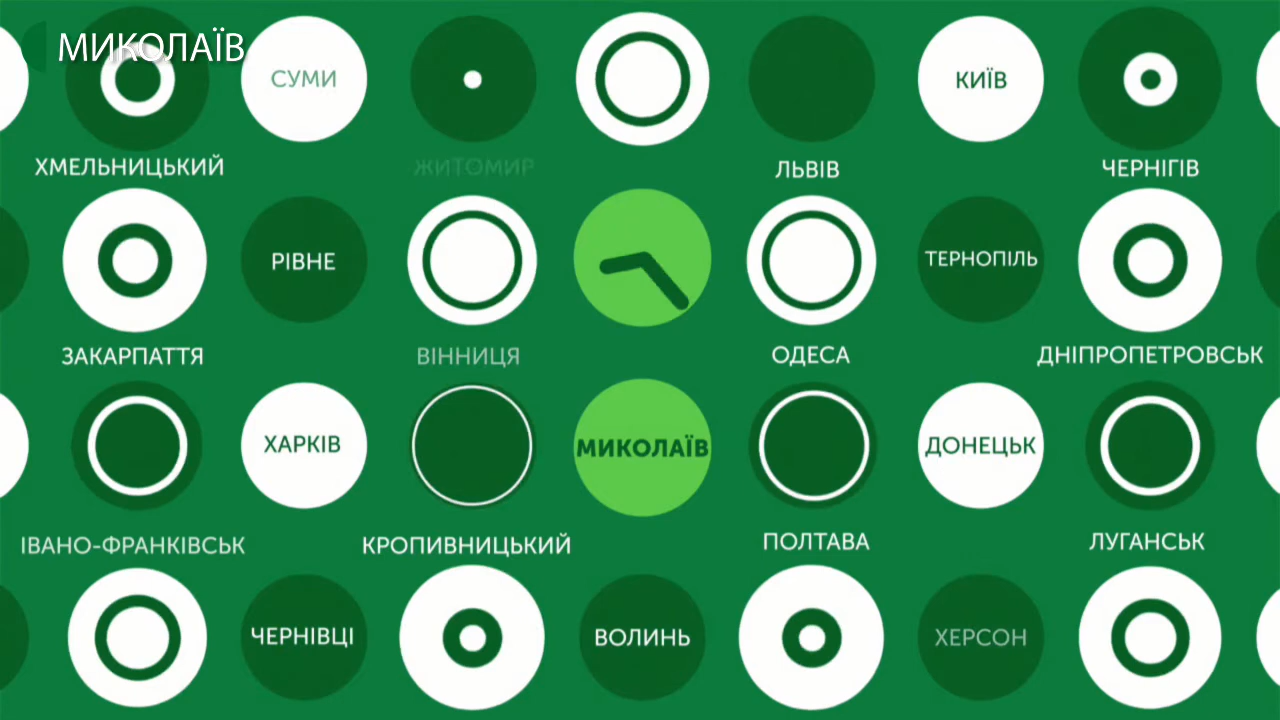 МИКОЛАЇВ
СУМИ
КИЇВ
ХМЕЛЬНИЦЬКИЙ
ЖИТОМИР
ЛЬВІВ
ЧЕРНІГІВ
РІВНЕ
ТЕРНОПІЛЬ
ЗАКАРПАТТЯ
ВІННИЦЯ
ОДЕСА
ДНІПРОПЕТРОВСЬК
ХАРКІВ
МИКОЛАЇВ
ДОНЕЦЬК
ІВАНО-ФРАНКІВСЬК
КРОПИВНИЦЬКИЙ
ПОЛТАВА
ЛУГАНСЬК
ЧЕРНІВЦІ
ВОЛИНЬ
ХЕРСОН